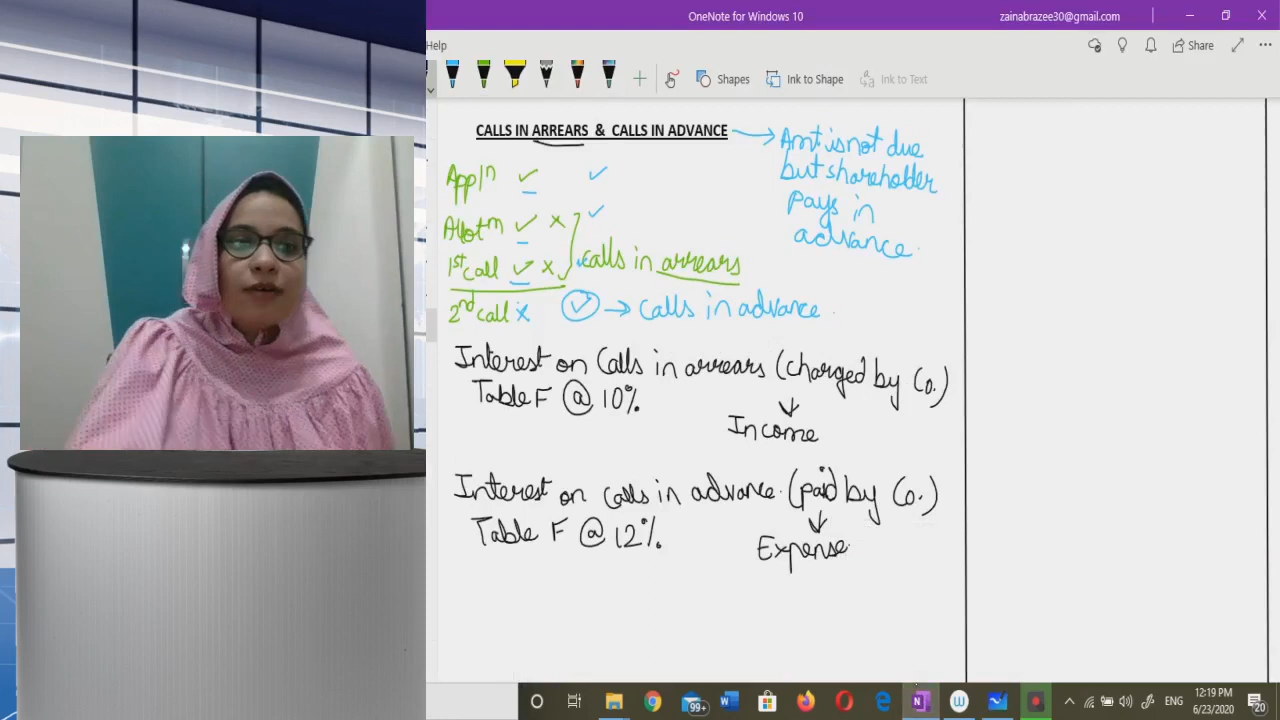 OneNote for Windows 10
zainabrazee30@gmail.com
Help
Share
Shapes
Ink to Shape
Ink to Text
CALLS IN ARREARS & CALLS IN ADVANCE
Amt is not due
but shareholder
pays in
advance.
App|n
Allotm
1st call
calls in arrears
2nd call
calls in advance.
Interest on Calls in arrears (charged by Co.)
Table F @ 10%
Income
Interest on calls in advance. (paid by Co.)
Table F @ 12%.
Expense
99+
ENG
12:19 PM
6/23/2020
20